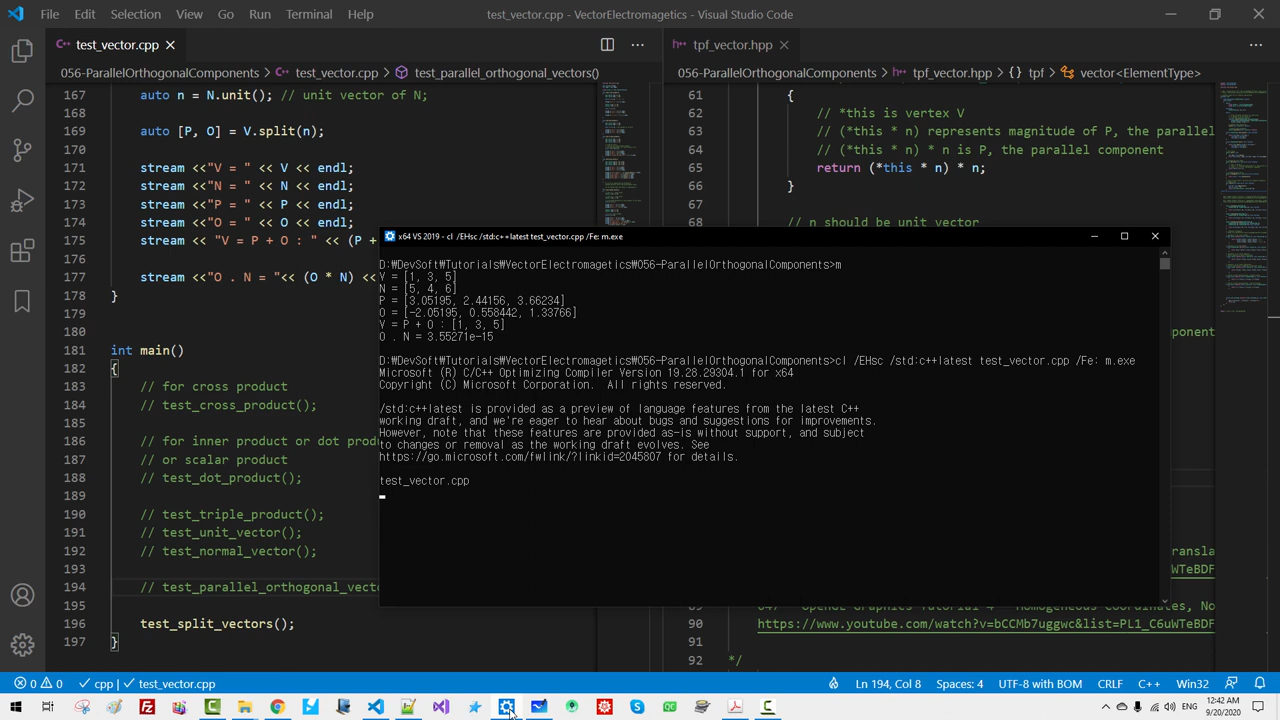 File Edit Selection View Go Run Terminal Help
test_vector.cpp - VectorElectromagetics - Visual Studio Code
test_vector.cpp
tpf_vector.hpp
056-ParallelOrthogonalComponents > test_vector.cpp > test_parallel_orthogonal_vectors()
056-ParallelOrthogonalComponents > tpf_vector.hpp > {} tpf > vector<ElementType>
167 auto n = N.unit(); // unit vector of N;
168
169 auto [P, O] = V.split(n);
170
171 stream <<"V = " << V << endl;
172 stream <<"N = " << N << endl;
173 stream <<"P = " << P << endl;
174 stream <<"O = " << O << endl;
175 stream << "V = P + O : " <<(P +
176
177 stream <<"O . N = "<< (O * N)
178 }
179
180
181 int main()
182 {
183 // for cross product
184 // test_cross_product();
185
186 // for inner product or dot prod
187 // or scalar product
188 // test_dot_product();
189
190 // test_triple_product();
191 // test_unit_vector();
192 // test_normal_vector();
193
194 // test_parallel_orthogonal_vecto
195
196 test_split_vectors();
197 }
61 {
62 // *this is vertex V
63 // (*this * n) represents magnitude of P, the parallel
64 // (*this * n) * n is P, the parallel component
65 return (*this * n) * n;
66 }
67
// should be unit vect
x64 VS 2019 - cl /EHsc /std:c++latest test_vector.cpp /Fe: m.exe
D:\DevSoft\Tutorials\VectorElectromagetics\056-ParallelOrthogonalComponents>m
V = [1, 3, 5]
N = [5, 4, 6]
P = [3.05195, 2.44156, 3.66234]
O = [-2.05195, 0.558442, 1.33766]
V = P + O : [1, 3, 5]
O . N = 3.55271e-15
D:\DevSoft\Tutorials\VectorElectromagetics\056-ParallelOrthogonalComponents>cl /EHsc /std:c++latest test_vector.cpp /Fe: m.exe
Microsoft (R) C/C++ Optimizing Compiler Version 19.28.29304.1 for x64
Copyright (C) Microsoft Corporation. All rights reserved.
/std:c++latest is provided as a preview of language features from the latest C++
working draft, and we're eager to hear about bugs and suggestions for improvements.
However, note that these features are provided as-is without support, and subject
to changes or removal as the working draft evolves. See
https://go.microsoft.com/fwlink/?linkid=2045807 for details.
test_vector.cpp
ponent
ransla
WTeBDF
OpenGL Graphics Tutorial 4 - Homogeneous Coordinates, No
90 https://www.youtube.com/watch?v=bCCMb7uggwc&list=PL1_C6uWTeBDF
91
92 */
0 0 cpp test_vector.cpp
Ln 194, Col 8 Spaces: 4 UTF-8 with BOM CRLF C++ Win32
12:42 AM
9/20/2020